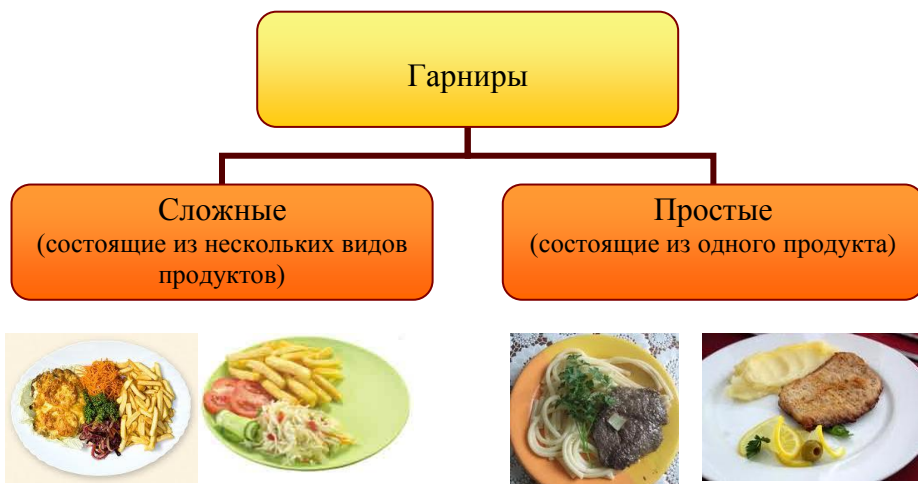 Гарниры
Сложные
(состоящие из нескольких видов
продуктов)
Простые
(состоящие из одного продукта)